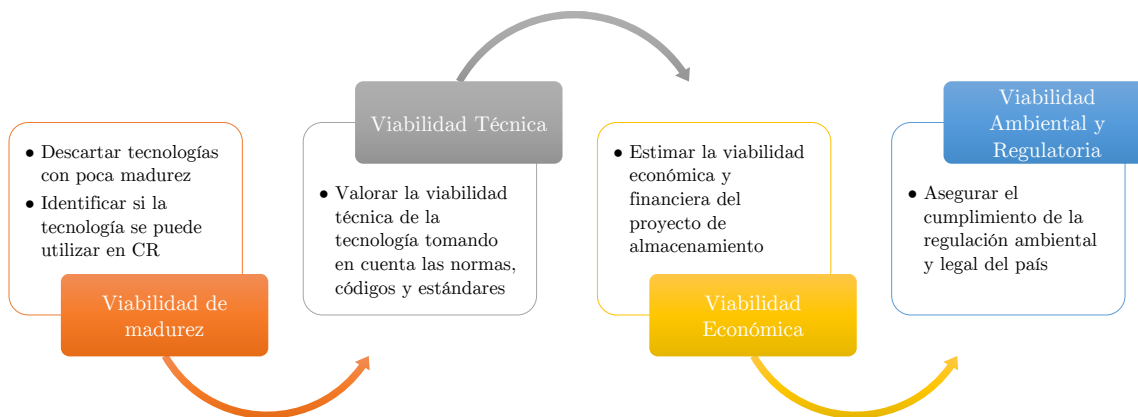 • Descartar tecnologías
con poca madurez
• Identificar si la
tecnología se puede
utilizar en CR
Viabilidad de
madurez
Viabilidad Técnica
• Valorar la viabilidad
técnica de la
tecnología tomando
en cuenta las normas,
códigos y estándares
• Estimar la viabilidad
económica y
financiera del
proyecto de
almacenamiento
Viabilidad
Económica
Viabilidad
Ambiental y
Regulatoria
• Asegurar el
cumplimiento de la
regulación ambiental
y legal del país